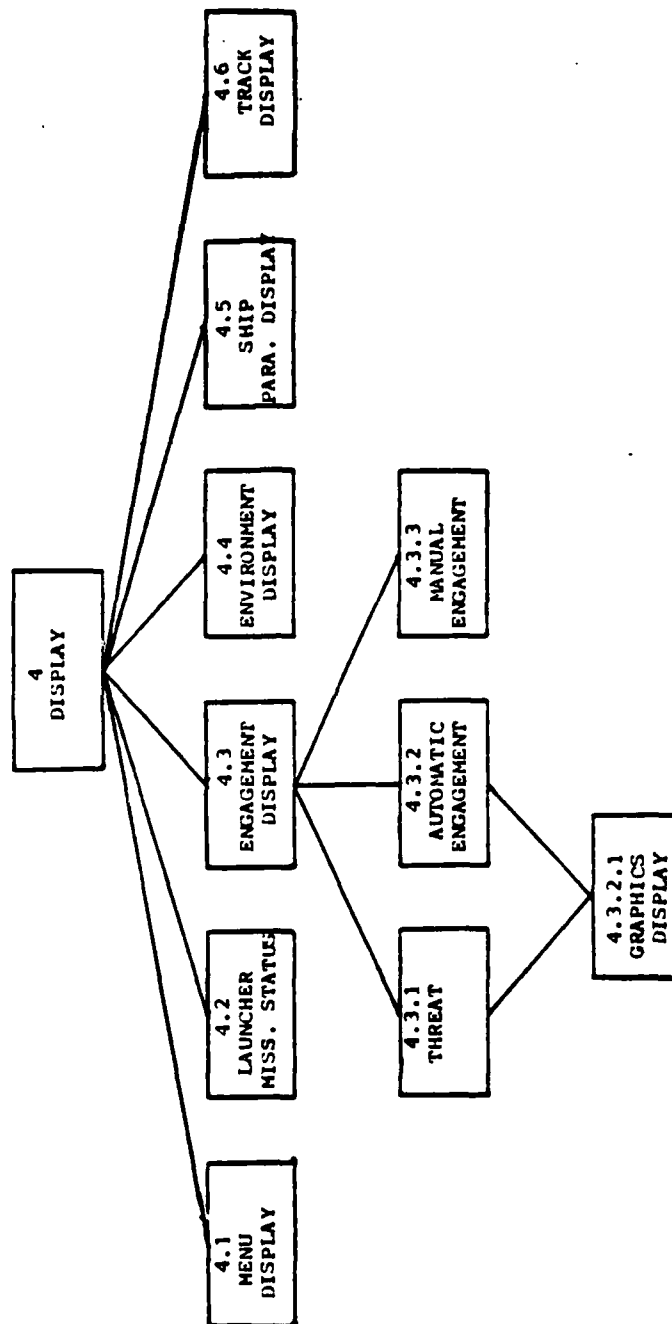 4
DISPLAY
4.1
MENU
DISPLAY
4.2
LAUNCHER
MISS. STATUS
4.3
ENGAGEMENT
DISPLAY
4.4
ENVIRONMENT
DISPLAY
4.5
SHIP
PARA. DISPLAY
4.6
TRACK
DISPLAY
4.3.1
THREAT
4.3.2
AUTOMATIC
ENGAGEMENT
4.3.3
MANUAL
ENGAGEMENT
4.3.2.1
GRAPHICS
DISPLAY